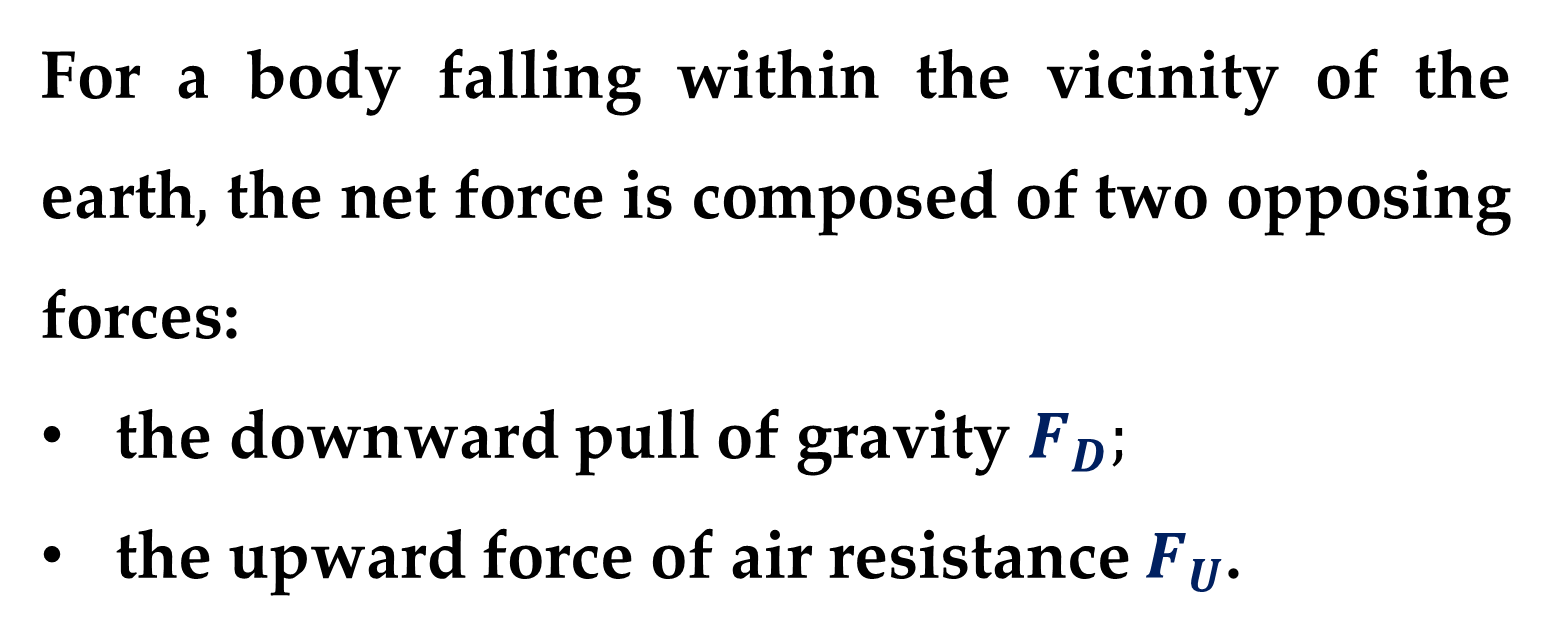 For a body falling within the vicinity of the
earth, the net force is composed of two opposing
forces:
• the downward pull of gravity F_D;
• the upward force of air resistance F_U.